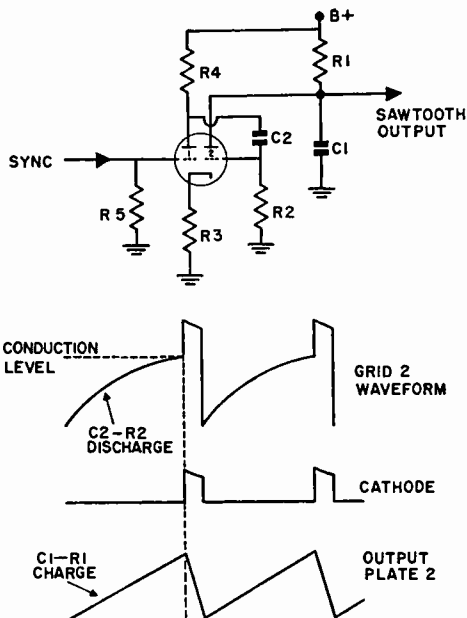 B+
R4
R1
SAWTOOTH
OUTPUT
C2
C1
SYNC
2
R5
R3
R2
CONDUCTION
LEVEL
GRID 2
WAVEFORM
C2-R2
DISCHARGE
CATHODE
C1-R1
CHARGE
OUTPUT
PLATE 2